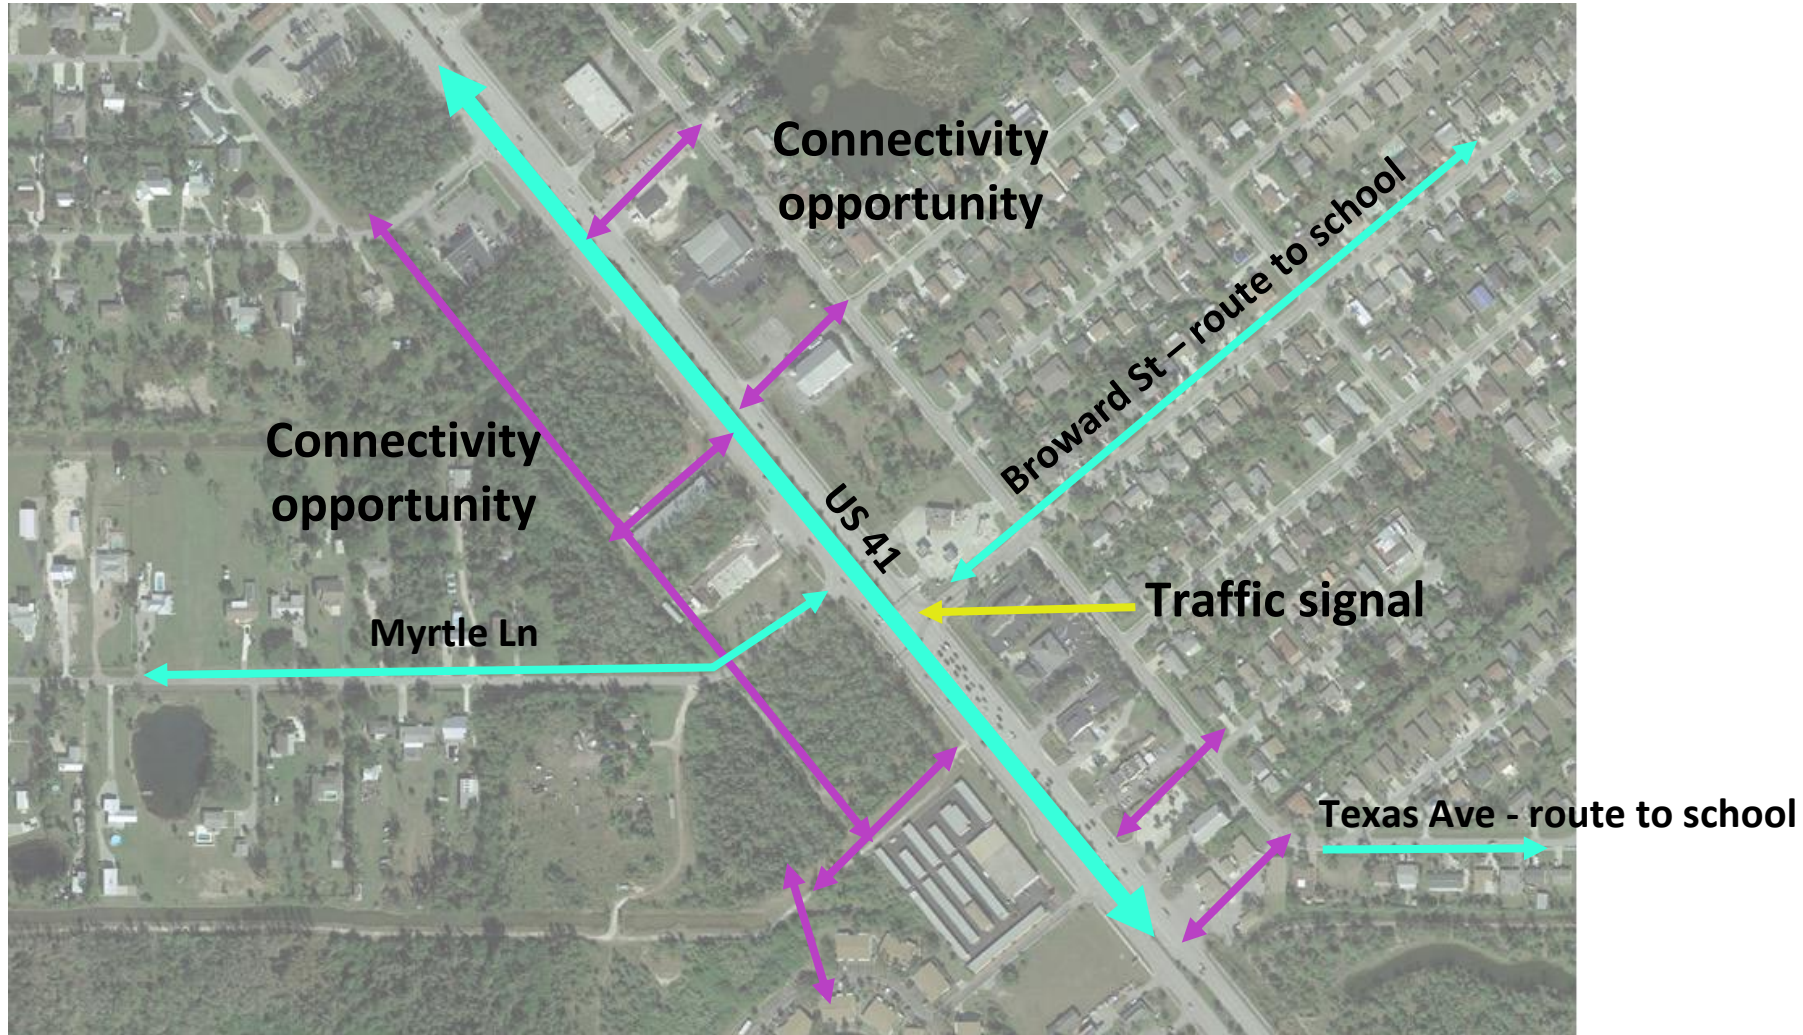 Connectivity
opportunity
Broward St – route to school
Connectivity
opportunity
US 41
Traffic signal
Myrtle Ln
Texas Ave - route to school